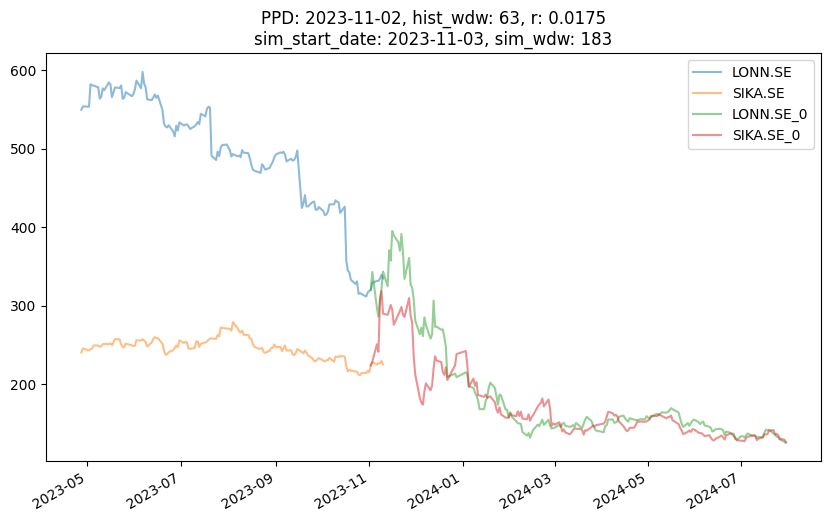 PPD: 2023-11-02, hist_wdw: 63, r: 0.0175
sim_start_date: 2023-11-03, sim_wdw: 183
LONN.SE
SIKA.SE
LONN.SE_0
SIKA.SE_0
600
500
400
300
200
2023-05
2023-07
2023-09
2023-11
2024-01
2024-03
2024-05
2024-07